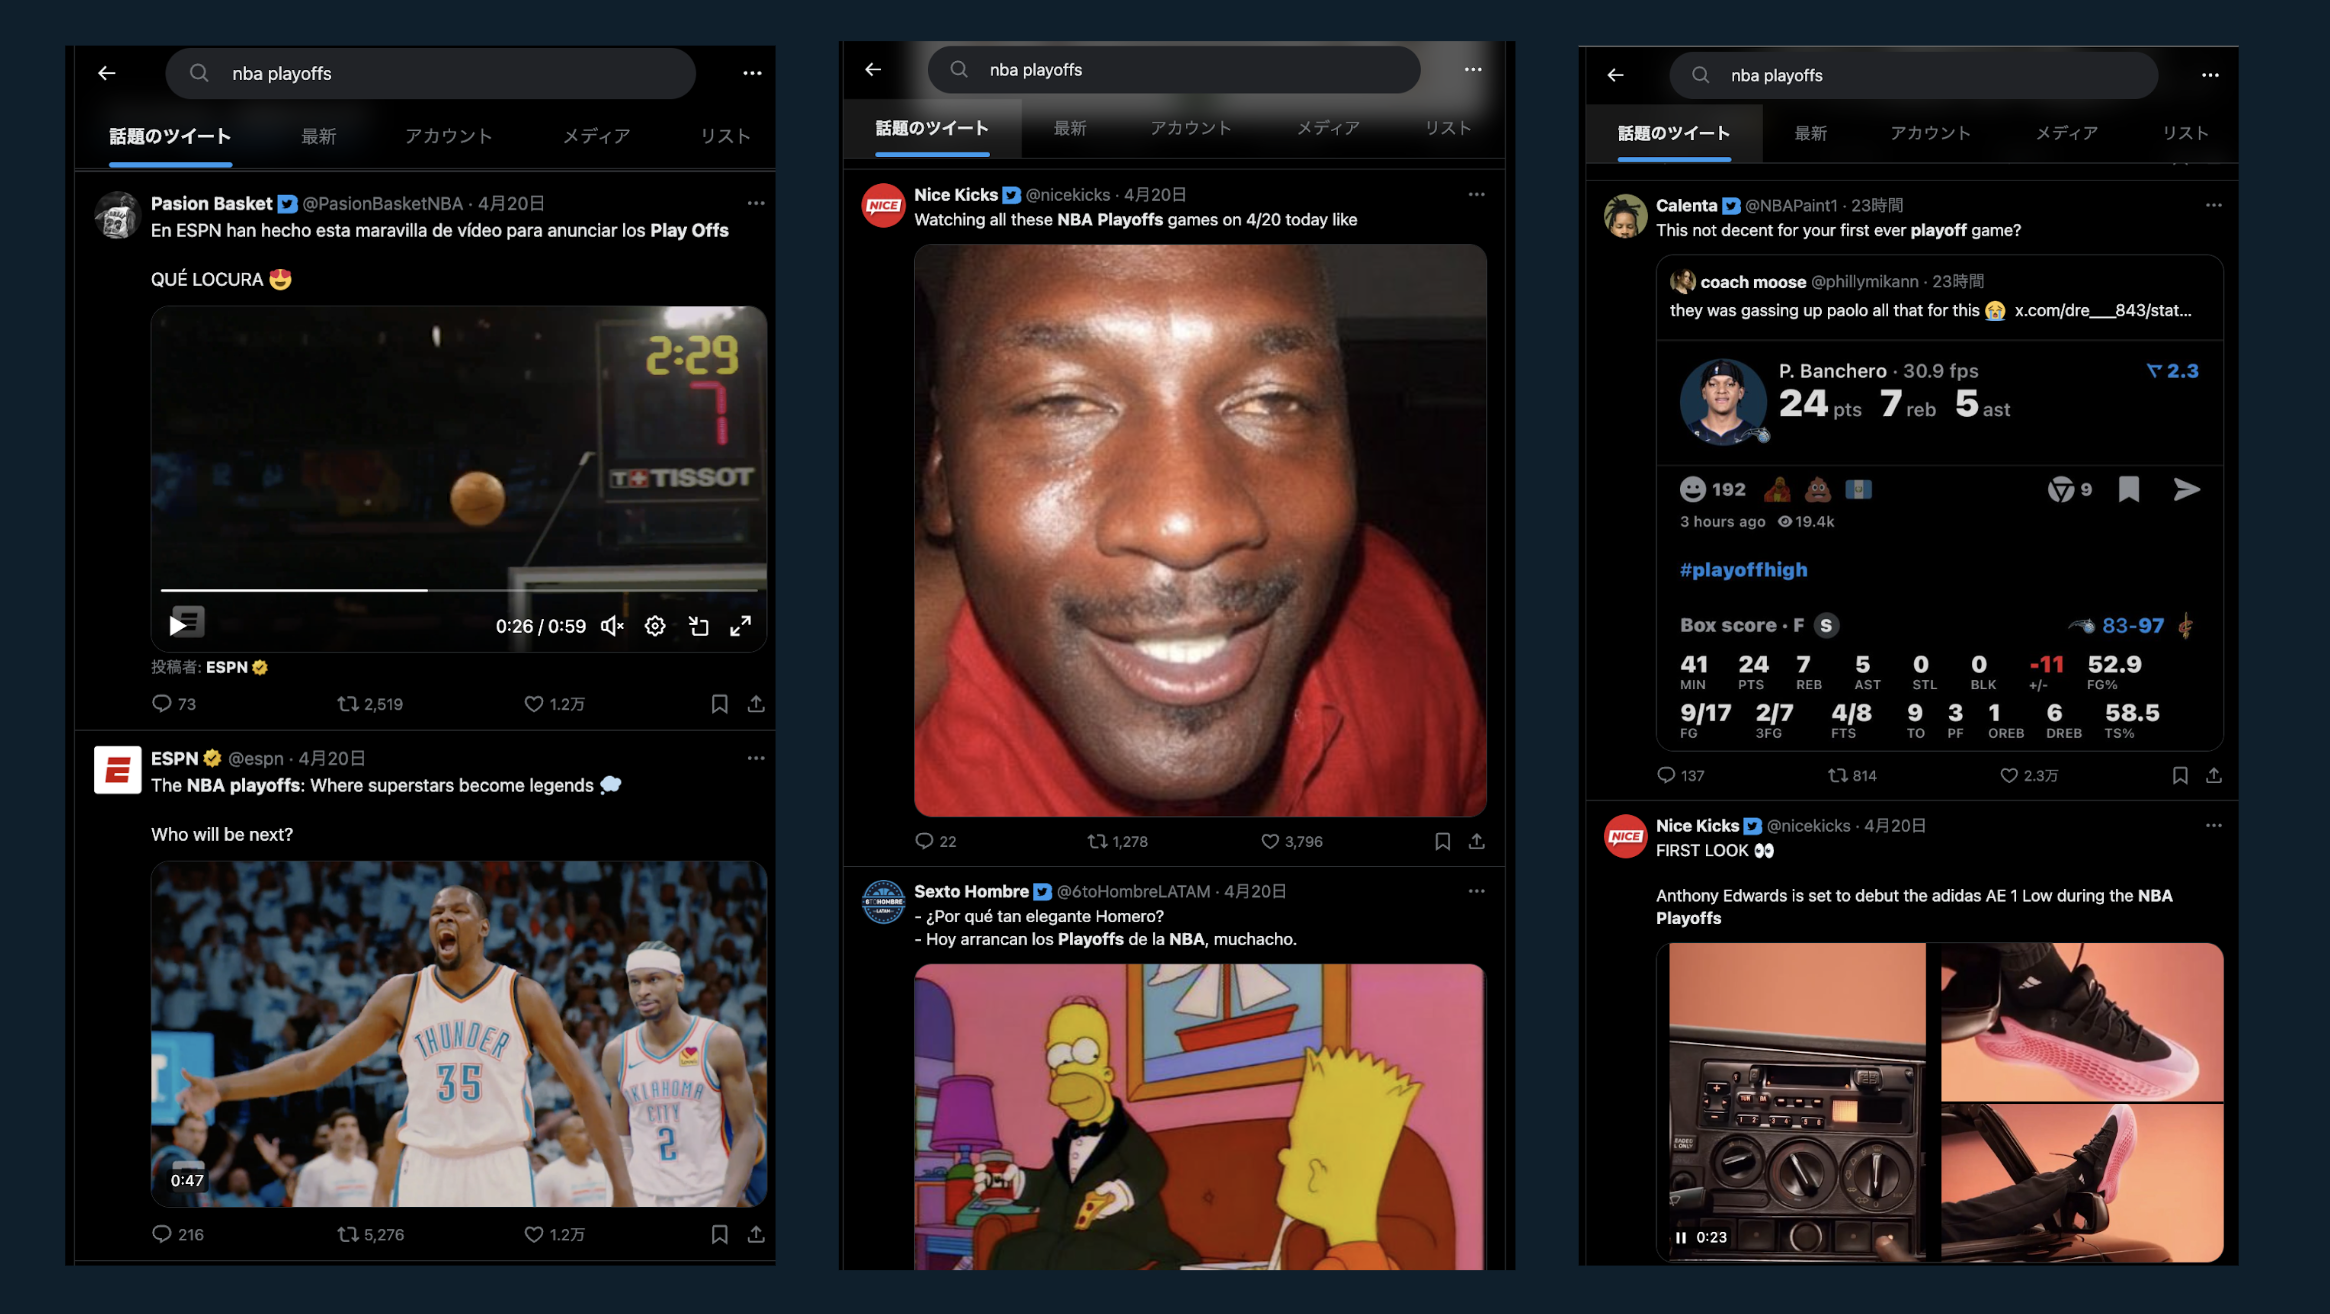 nba playoffs
話題のツイート 最新 アカウント メディア リスト
Pasion Basket @PasionBasketNBA · 4月20日
En ESPN han hecho esta maravilla de vídeo para anunciar los Play Offs
QUÉ LOCURA 😍
2:29
7
TISSOT
0:26 / 0:59
投稿者: ESPN
73 2,519 1.2万
ESPN @espn · 4月20日
The NBA playoffs: Where superstars become legends 💭
Who will be next?
THUNDER
35
OKLAHOMA
CITY
2
0:47
216 5,276 1.2万
nba playoffs
話題のツイート 最新 アカウント メディア リスト
NICE
Nice Kicks @nicekicks · 4月20日
Watching all these NBA Playoffs games on 4/20 today like
22 1,278 3,796
6TOHOMBRE
LATAM
Sexto Hombre @6toHombreLATAM · 4月20日
- ¿Por qué tan elegante Homero?
- Hoy arrancan los Playoffs de la NBA, muchacho.
nba playoffs
話題のツイート 最新 アカウント メディア リスト
Calenta @NBAPaint1 · 23時間
This not decent for your first ever playoff game?
coach moose @phillymikann · 23時間
they was gassing up paolo all that for this 😭 x.com/dre___843/stat...
P. Banchero · 30.9 fps 2.3
24 pts 7 reb 5 ast
192 9
3 hours ago 19.4k
#playoffhigh
Box score · F S 83-97
41 24 7 5 0 0 -11 52.9
MIN PTS REB AST STL BLK +/- FG%
9/17 2/7 4/8 9 3 1 6 58.5
FG 3FG FTS TO PF OREB DREB TS%
137 814 2.3万
NICE
Nice Kicks @nicekicks · 4月20日
FIRST LOOK 👀
Anthony Edwards is set to debut the adidas AE 1 Low during the NBA
Playoffs
0:23